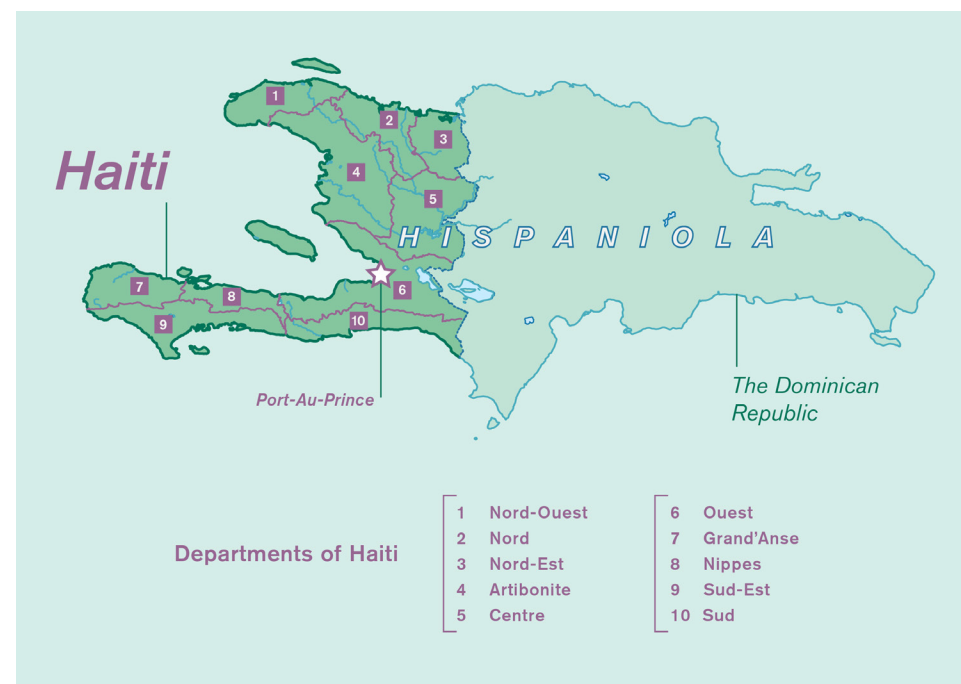 Haiti
1
2
3
4
5
HISPANIOLA
6
7
8
9
10
Port-Au-Prince
The Dominican
Republic
Departments of Haiti
1 Nord-Ouest
2 Nord
3 Nord-Est
4 Artibonite
5 Centre
6 Ouest
7 Grand’Anse
8 Nippes
9 Sud-Est
10 Sud